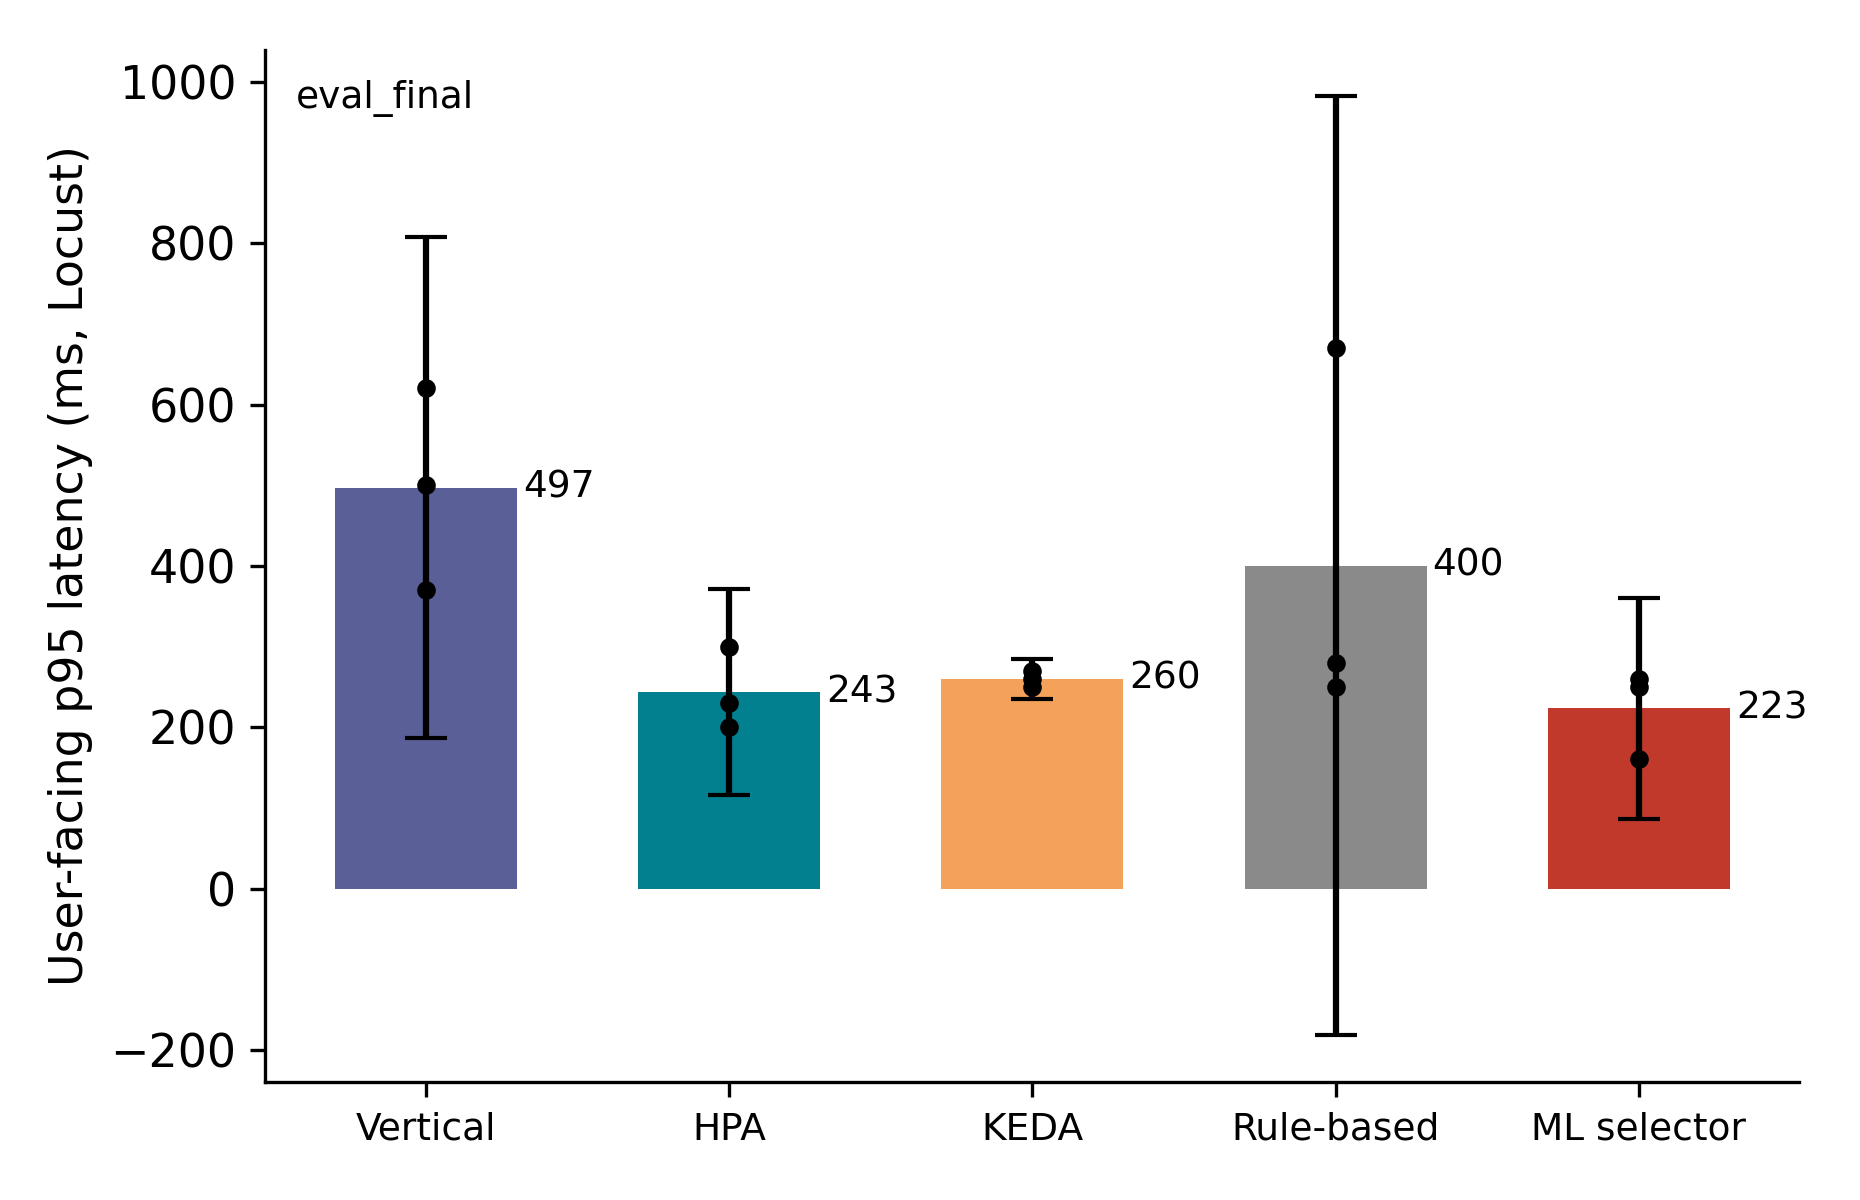 User-facing p95 latency (ms, Locust)
1000
800
600
400
200
0
−200
eval_final
497
243
260
400
223
Vertical
HPA
KEDA
Rule-based
ML selector